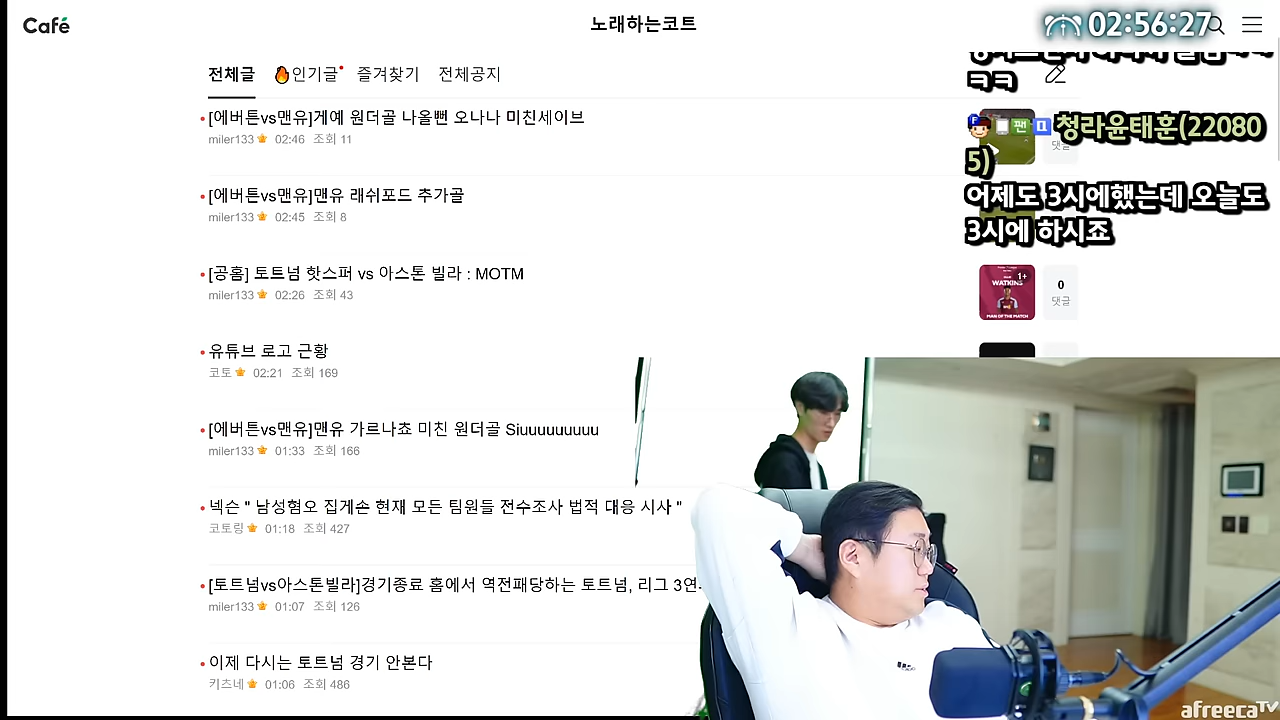 Café
노래하는코트
02:56:27
전체글
인기글
즐겨찾기
전체공지
ㅋㅋ
[에버튼vs맨유]게예 원더골 나올뻔 오나나 미친세이브
miler133 02:46 조회 11
팬
청라윤태훈(220805)
댓글
어제도 3시에했는데 오늘도
3시에 하시죠
[에버튼vs맨유]맨유 래쉬포드 추가골
miler133 02:45 조회 8
[공홈] 토트넘 핫스퍼 vs 아스톤 빌라 : MOTM
miler133 02:26 조회 43
1+
WATKINS
MAN OF THE MATCH
0
댓글
유튜브 로고 근황
코토 02:21 조회 169
[에버튼vs맨유]맨유 가르나쵸 미친 원더골 Siuuuuuuuuu
miler133 01:33 조회 166
넥슨 " 남성혐오 집게손 현재 모든 팀원들 전수조사 법적 대응 시사 "
코토링 01:18 조회 427
[토트넘vs아스톤빌라]경기종료 홈에서 역전패당하는 토트넘, 리그 3연
miler133 01:07 조회 126
이제 다시는 토트넘 경기 안본다
키츠네 01:06 조회 486
afreecaTV